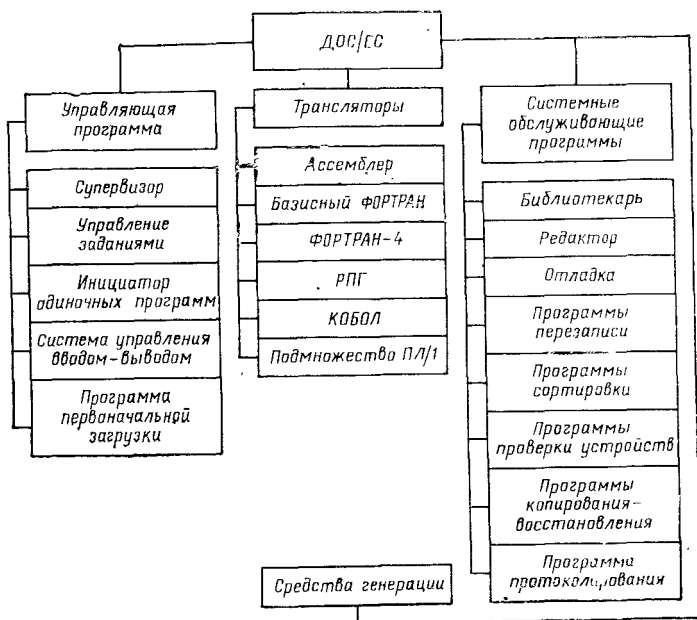 ДОС/ЕС
Управляющая
программа
Супервизор
Управление
заданиями
Инициатор
одиночных программ
Система управления
вводом-выводом
Программа
первоначальной
загрузки
Трансляторы
Ассемблер
Базисный ФОРТРАН
ФОРТРАН-4
РПГ
КОБОЛ
Подмножество ПЛ/1
Системные
обслуживающие
программы
Библиотекарь
Редактор
Отладка
Программы
перезаписи
Программы
сортировки
Программы
проверки устройств
Программы
копирования-
восстановления
Программа
протоколирования
Средства генерации